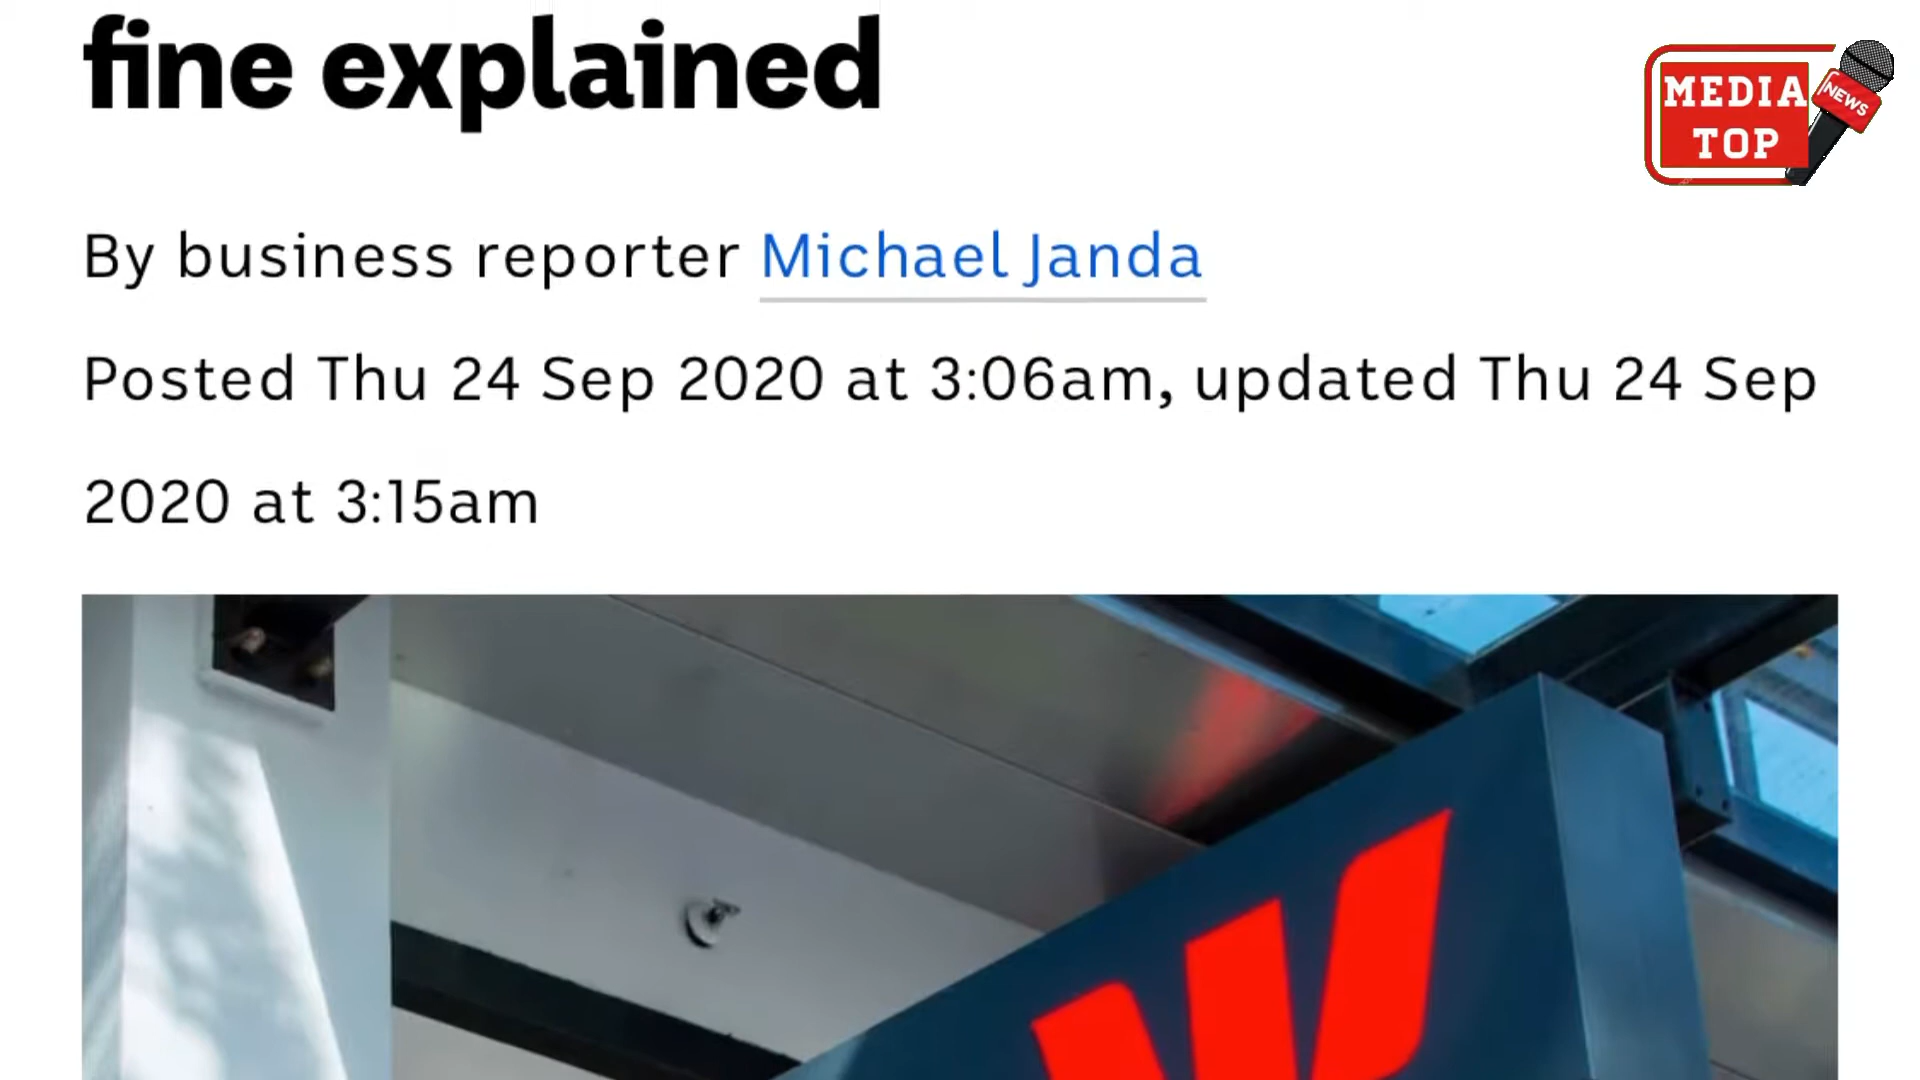 fine explained
MEDIA
TOP
NEWS
By business reporter Michael Janda
Posted Thu 24 Sep 2020 at 3:06am, updated Thu 24 Sep
2020 at 3:15am